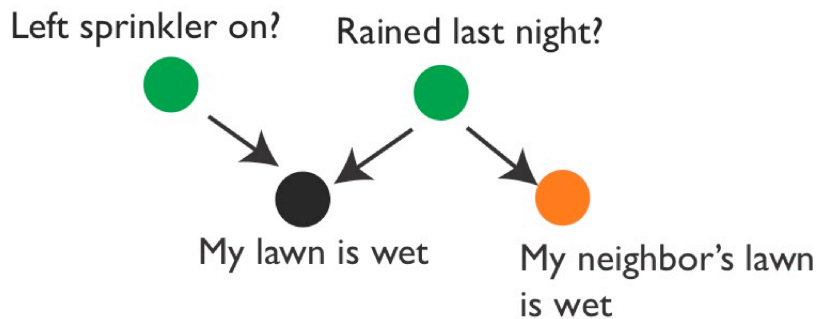 Left sprinkler on?
Rained last night?
My lawn is wet
My neighbor's lawn
is wet